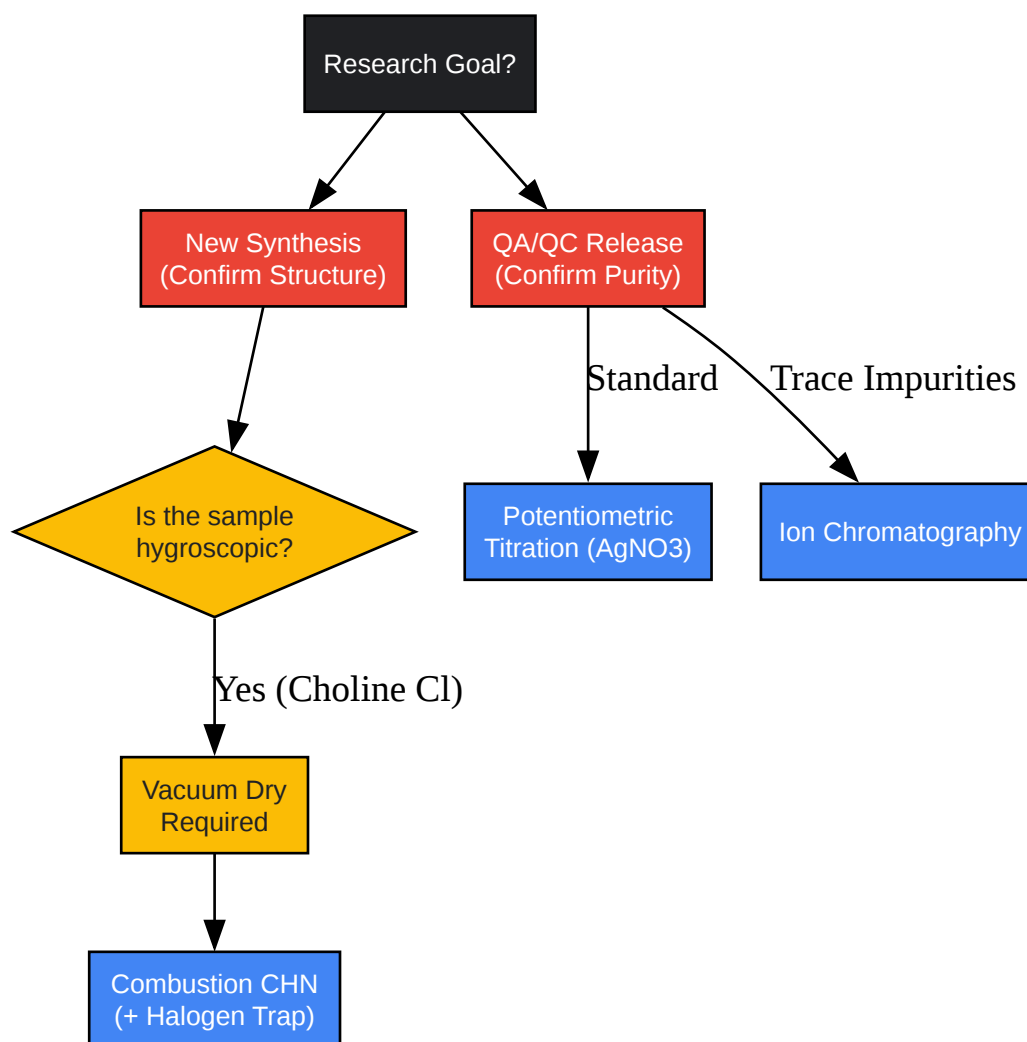 Research Goal?
New Synthesis
(Confirm Structure)
QA/QC Release
(Confirm Purity)
Standard
Trace Impurities
Is the sample
hygroscopic?
Potentiometric
Titration (AgNO3)
Ion Chromatography
Yes (Choline Cl)
Vacuum Dry
Required
Combustion CHN
(+ Halogen Trap)